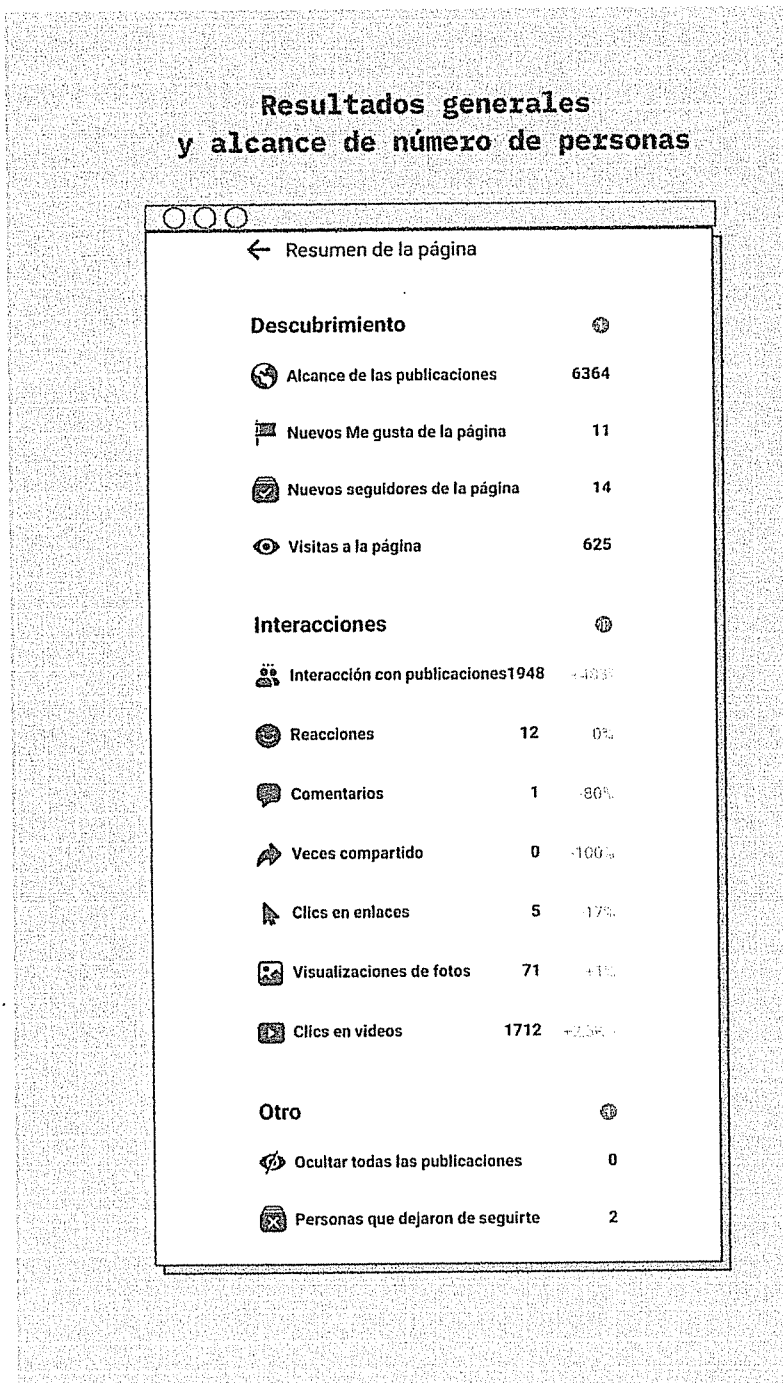 Resultados generales
y alcance de número de personas
Resumen de la página
Descubrimiento
Alcance de las publicaciones 6364
Nuevos Me gusta de la página 11
Nuevos seguidores de la página 14
Visitas a la página 625
Interacciones
Interacción con publicaciones1948
Reacciones 12 0%
Comentarios 1 -80%
Veces compartido 0 -100%
Clics en enlaces 5 -17%
Visualizaciones de fotos 71 +1%
Clics en videos 1712
Otro
Ocultar todas las publicaciones 0
Personas que dejaron de seguirte 2